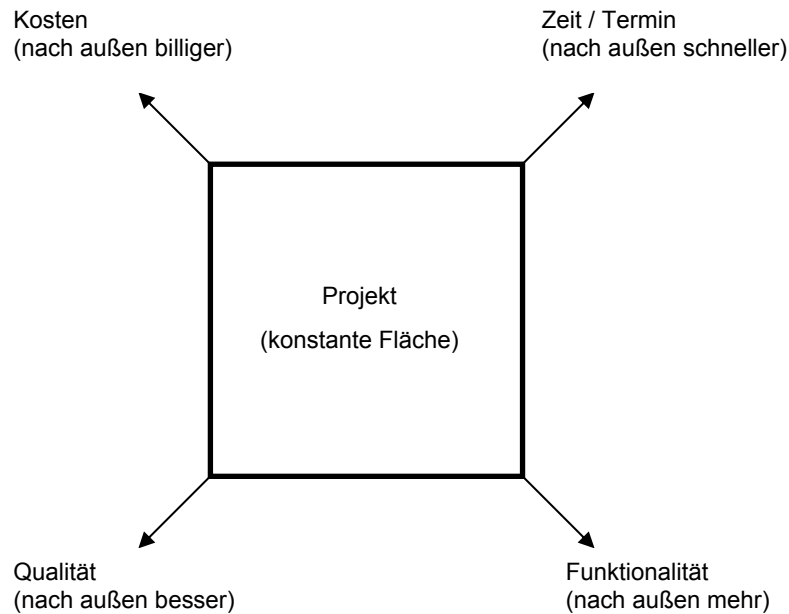 Kosten
(nach außen billiger)
Zeit / Termin
(nach außen schneller)
Projekt
(konstante Fläche)
Qualität
(nach außen besser)
Funktionalität
(nach außen mehr)